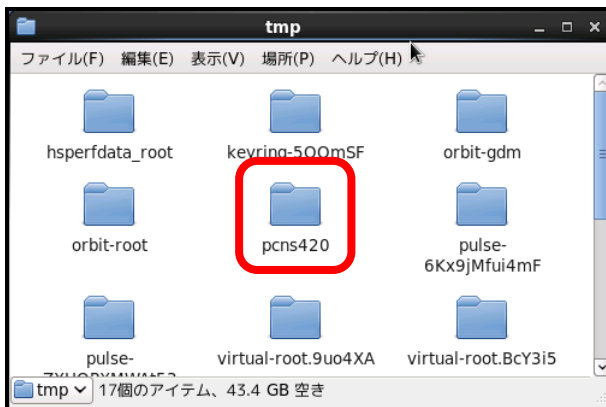 tmp
ファイル(F) 編集(E) 表示(V) 場所(P) ヘルプ(H)
hsperfdata_root
keyring-5OOmSF
orbit-gdm
orbit-root
pcns420
pulse-
6Kx9jMfui4mF
pulse-
virtual-root.9uo4XA
virtual-root.BcY3i5
tmp 17個のアイテム、43.4 GB 空き